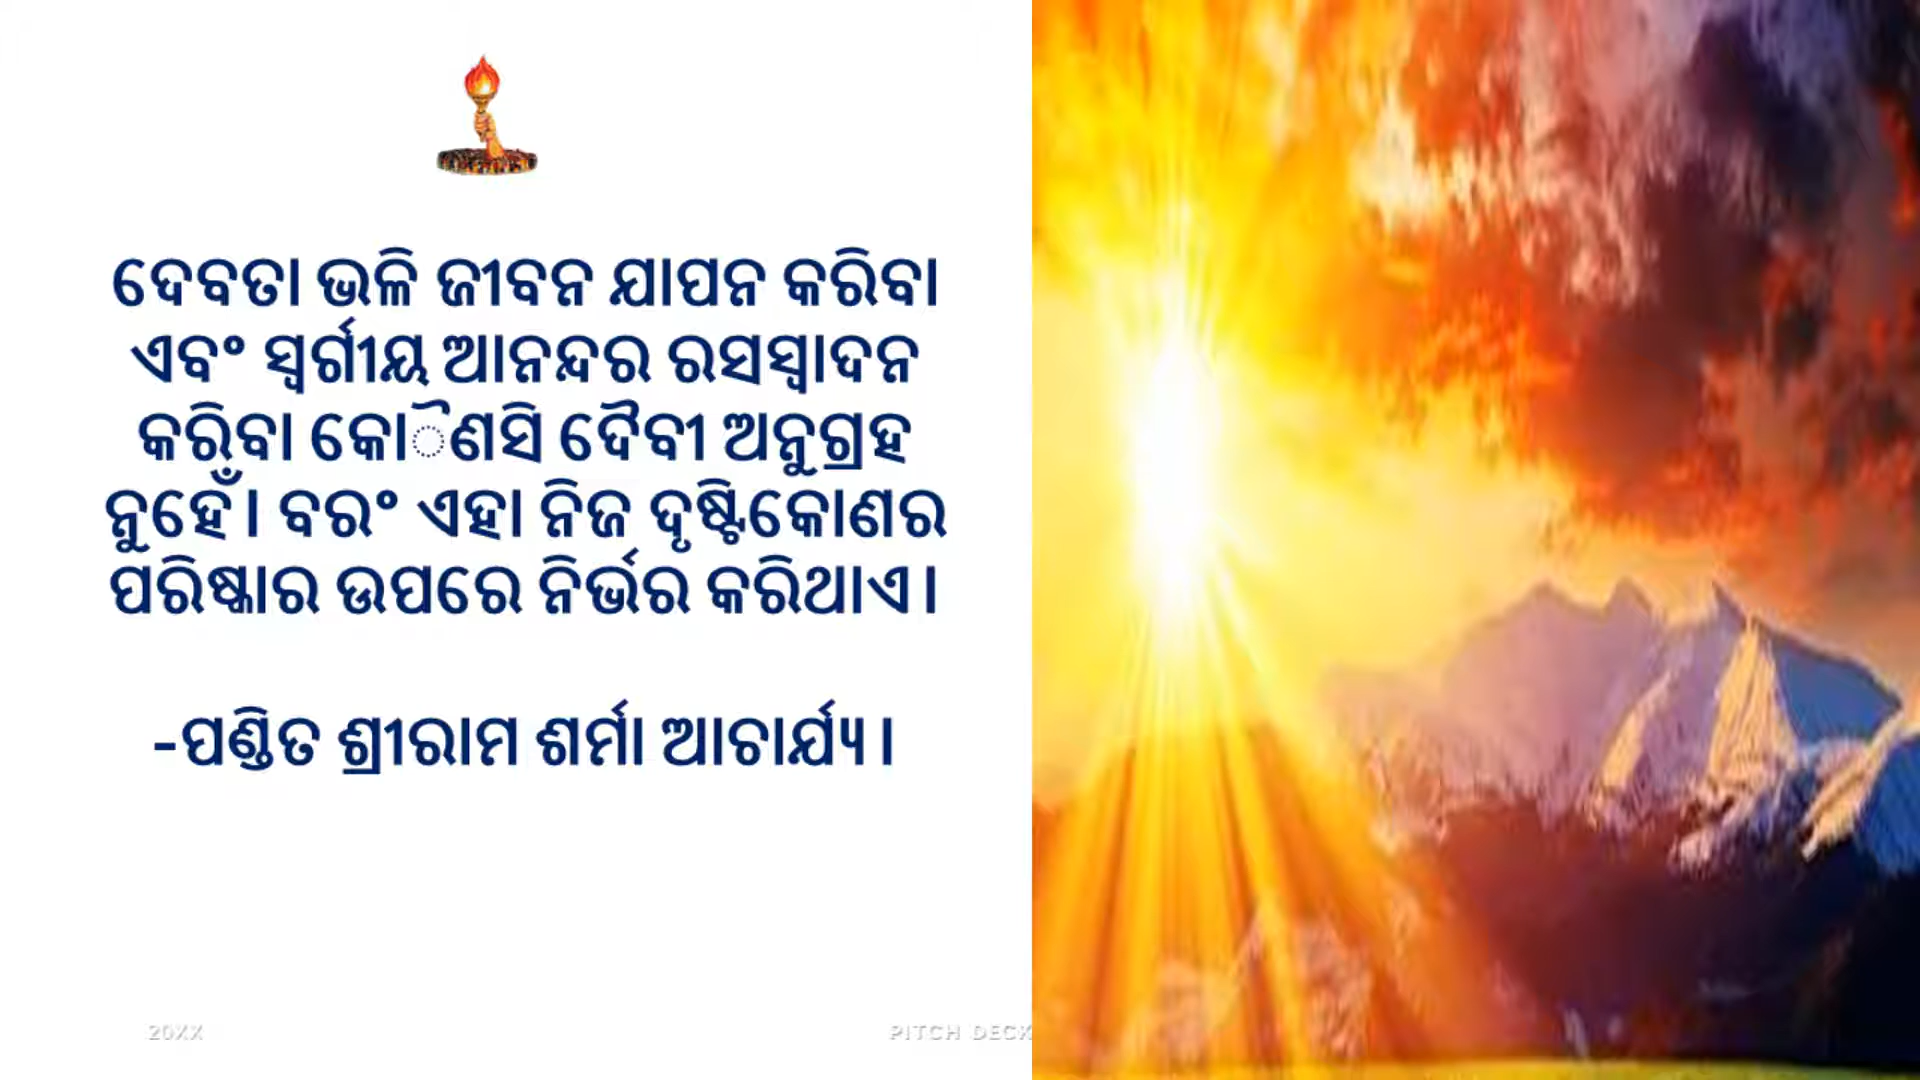 ଦେବତା ଭଳି ଜୀବନ ଯାପନ କରିବା
ଏବଂ ସ୍ୱର୍ଗୀୟ ଆନନ୍ଦର ରସସ୍ୱାଦନ
କରିବା କୋୈଣସି ଦୈବୀ ଅନୁଗ୍ରହ
ନୁହେଁ। ବରଂ ଏହା ନିଜ ଦୃଷ୍ଟିକୋଣର
ପରିଷ୍କାର ଉପରେ ନିର୍ଭର କରିଥାଏ।
-ପଣ୍ଡିତ ଶ୍ରୀରାମ ଶର୍ମା ଆଚାର୍ଯ୍ୟ।
20XX
PITCH DECK